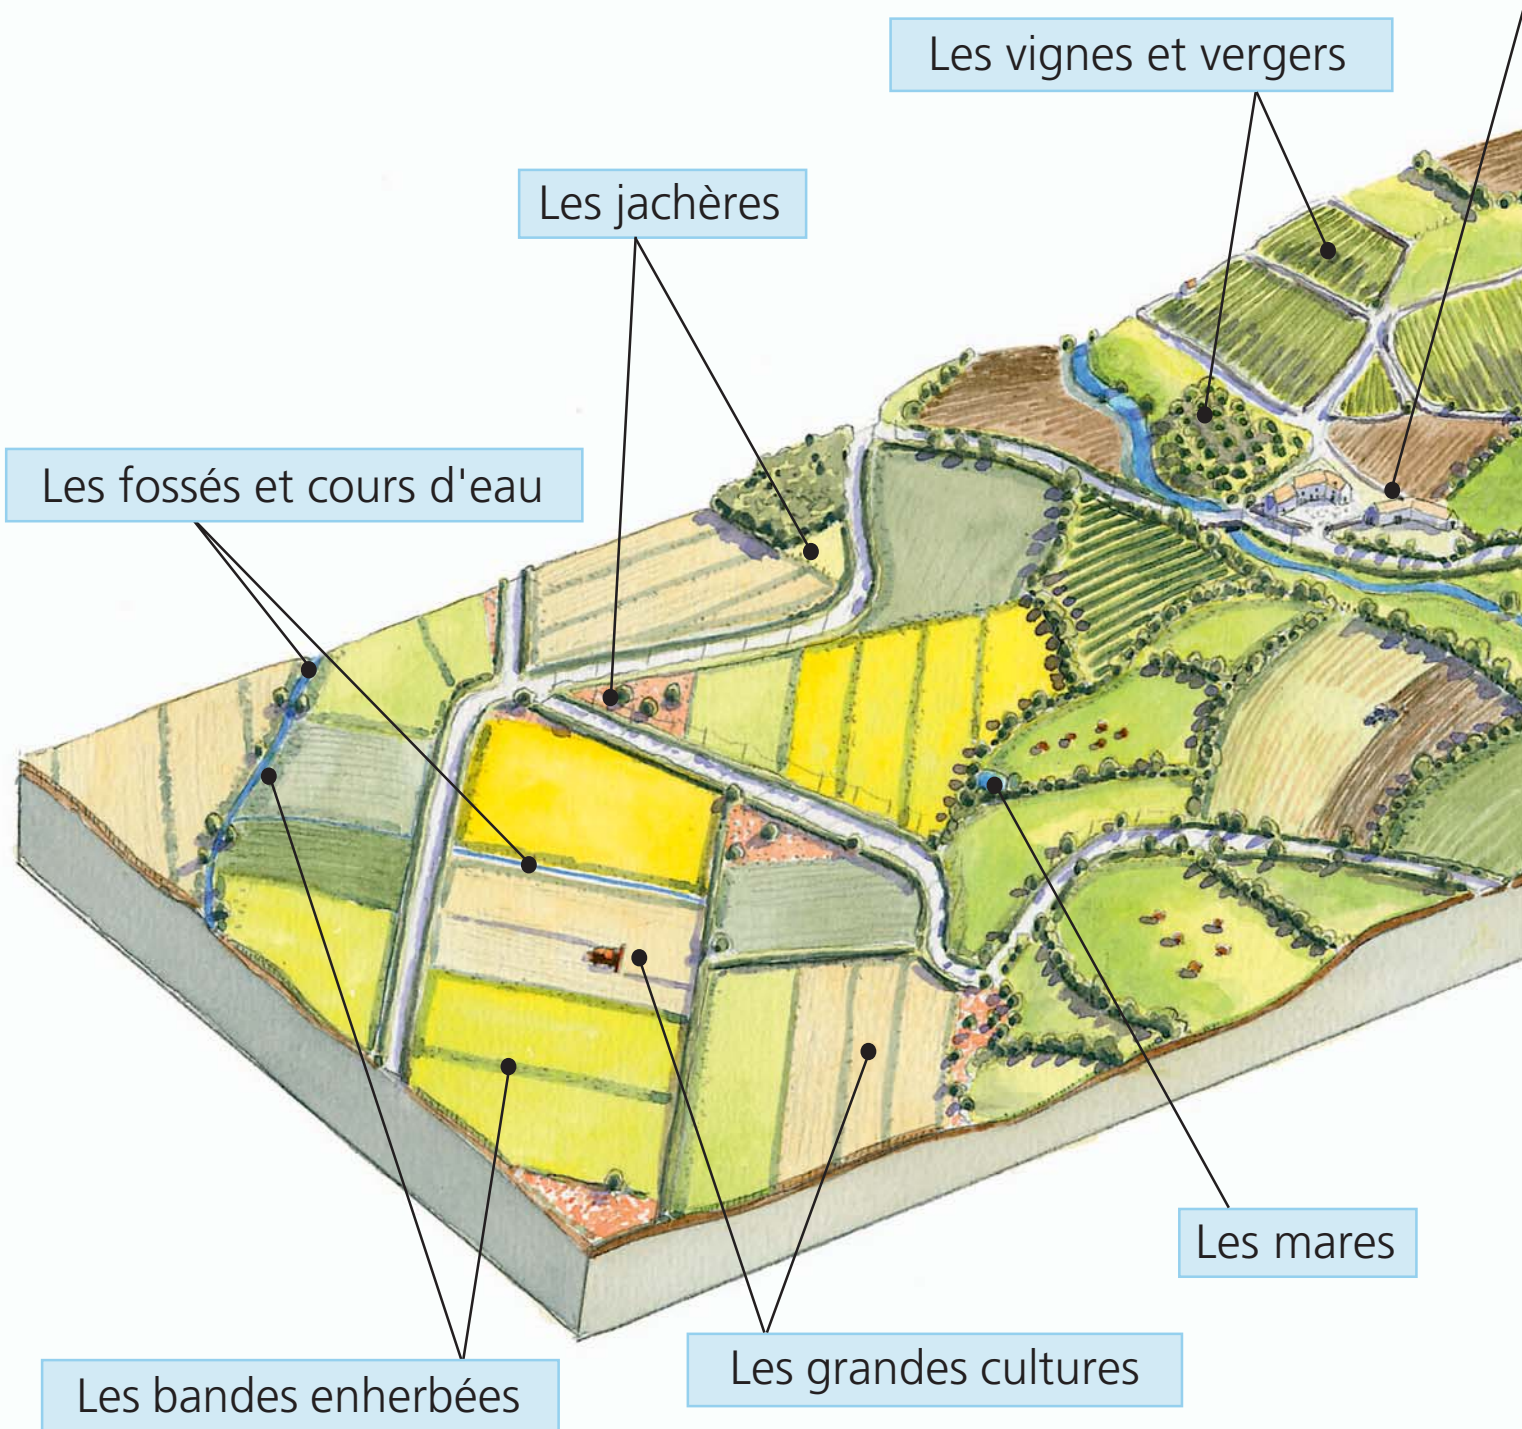 Les vignes et vergers
Les jachères
Les fossés et cours d'eau
Les mares
Les grandes cultures
Les bandes enherbées